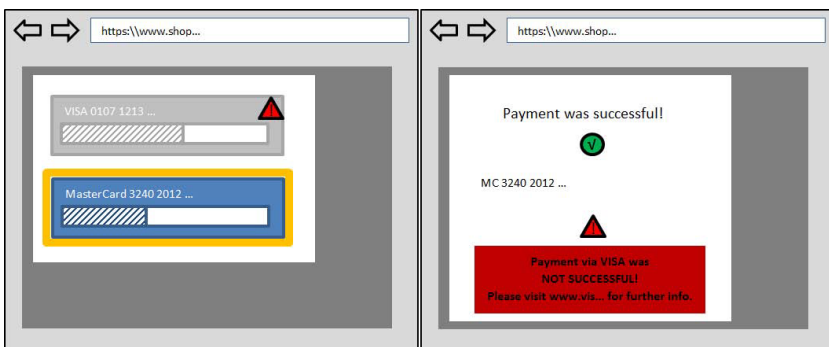 https:\\www.shop...
VISA 0107 1213 ...
MasterCard 3240 2012 ...
https:\\www.shop...
Payment was successful!
√
MC 3240 2012 ...
Payment via VISA was
NOT SUCCESSFUL!
Please visit www.vis... for further info.